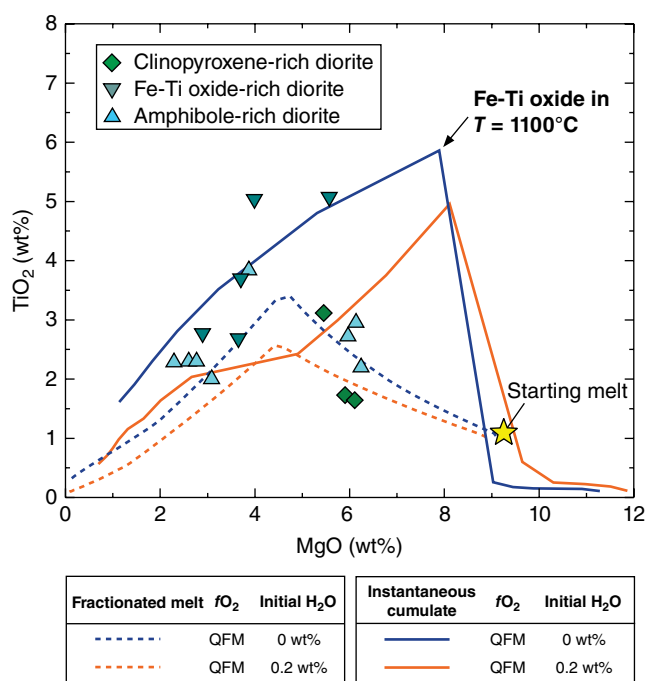 8
7
6
5
4
3
2
1
0
TiO₂ (wt%)
Clinopyroxene-rich diorite
Fe-Ti oxide-rich diorite
Amphibole-rich diorite
Fe-Ti oxide in
T = 1100°C
Starting melt
0 2 4 6 8 10 12
MgO (wt%)
Fractionated melt fO₂ Initial H₂O
QFM 0 wt%
QFM 0.2 wt%
Instantaneous
cumulate fO₂ Initial H₂O
QFM 0 wt%
QFM 0.2 wt%